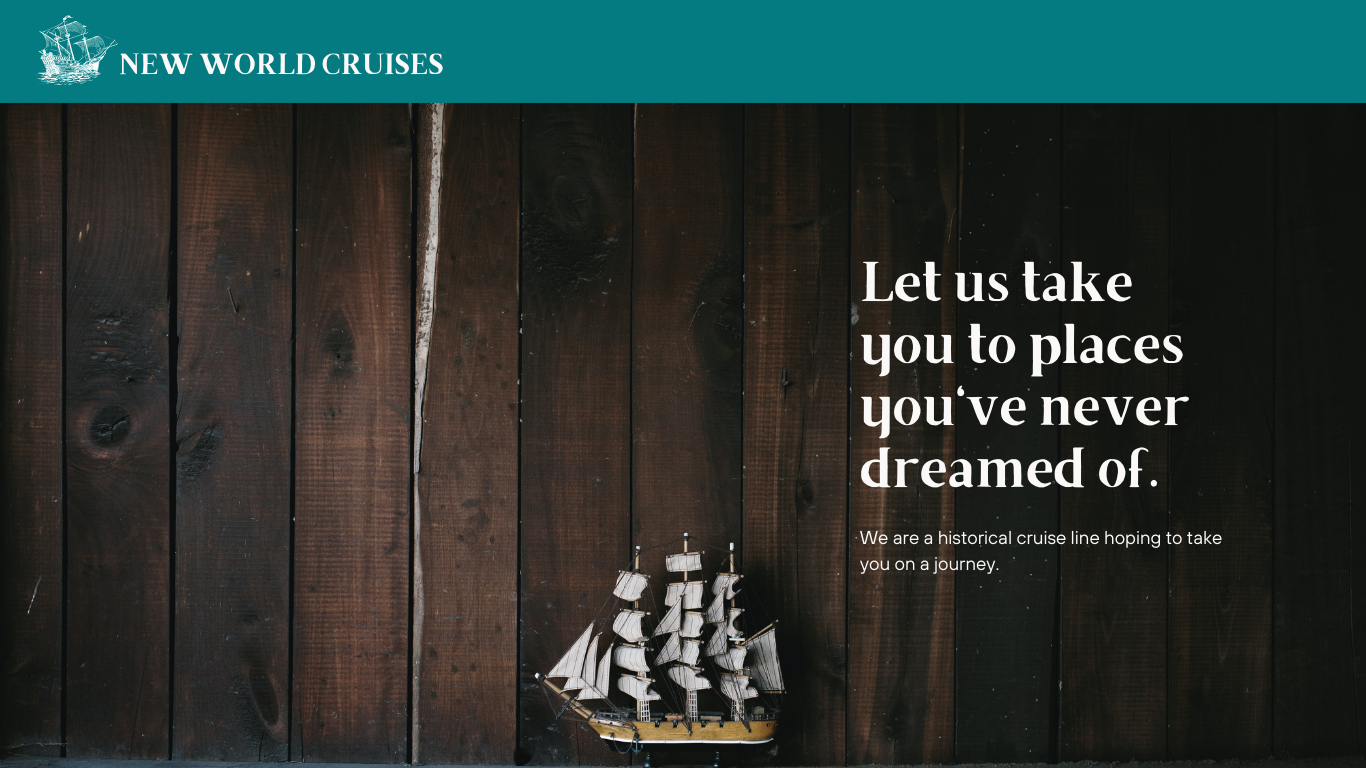 NEW WORLD CRUISES
Let us take
you to places
you‘ve never
dreamed of.
We are a historical cruise line hoping to take
you on a journey.